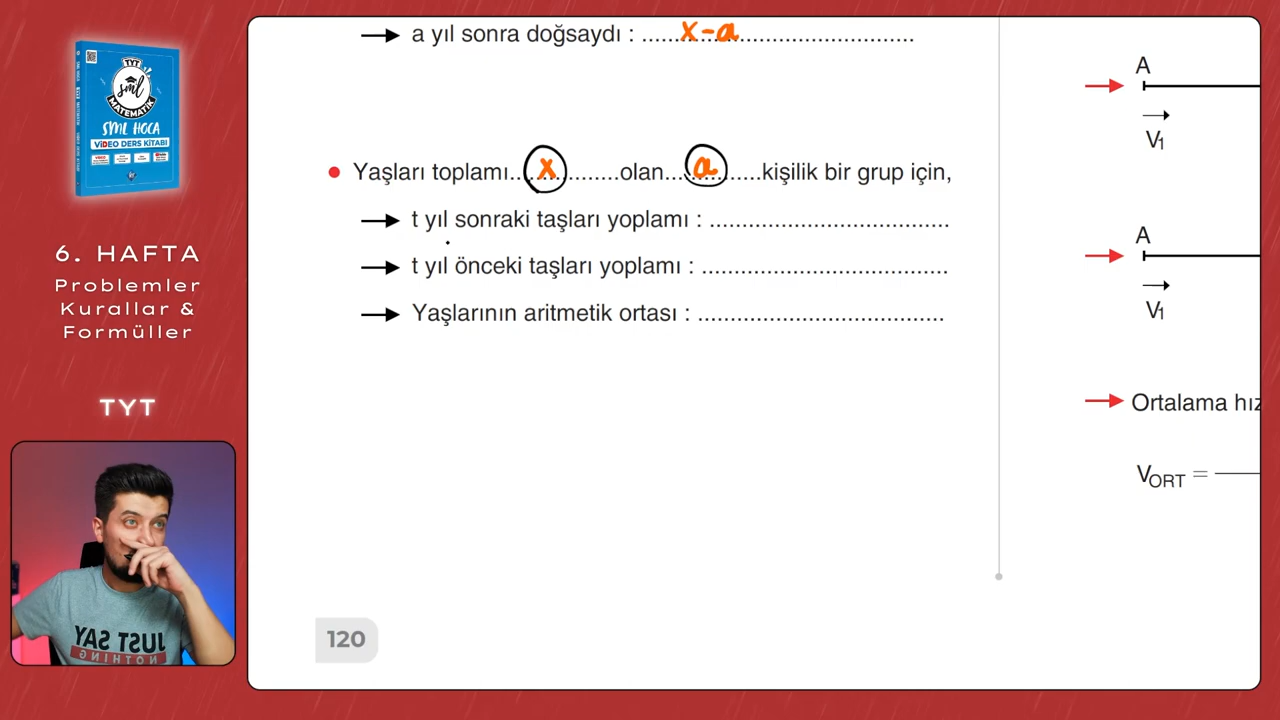 a yıl sonra doğsaydı : ......x-a...........................
Yaşları toplamı..x........olan...a......kişilik bir grup için,
t yıl sonraki taşları yoplamı : .....................................
t yıl önceki taşları yoplamı : ......................................
Yaşlarının aritmetik ortası : ......................................
120
A
V1
A
V1
Ortalama hız
VORT =
TYT
sml
MATEMATİK
SML HOCA
VİDEO DERS KİTABI
6. HAFTA
Problemler
Kurallar &
Formüller
TYT
JUST SAY
NOTHING